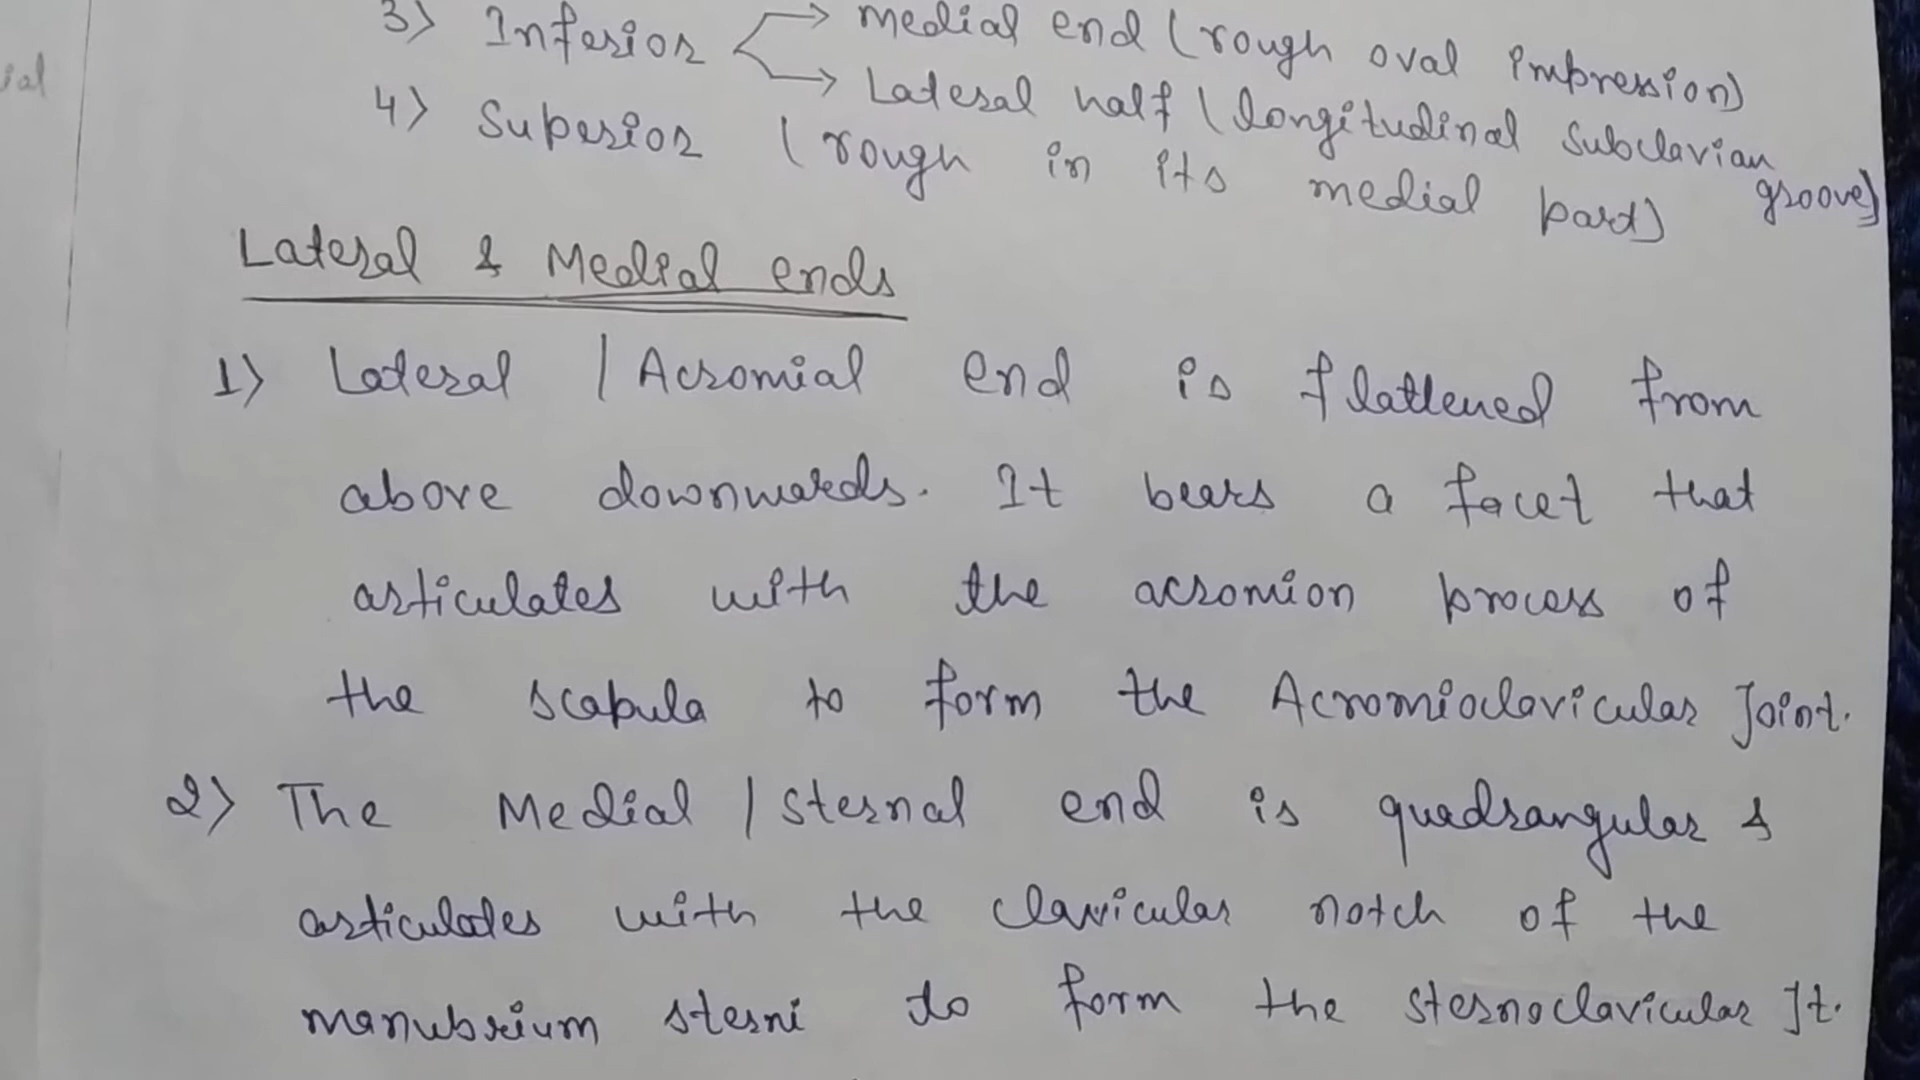 ial
3) Inferior → medial end (rough oval impression)
→ Lateral half (longitudinal subclavian groove)
4) Superior (rough in its medial part)
Lateral & Medial ends
1) Lateral / Acromial end is flattened from
above downwards. It bears a facet that
articulates with the acromion process of
the scapula to form the Acromioclavicular Joint.
2) The Medial / Sternal end is quadrangular &
articulates with the clavicular notch of the
manubrium sterni to form the sternoclavicular Jt.